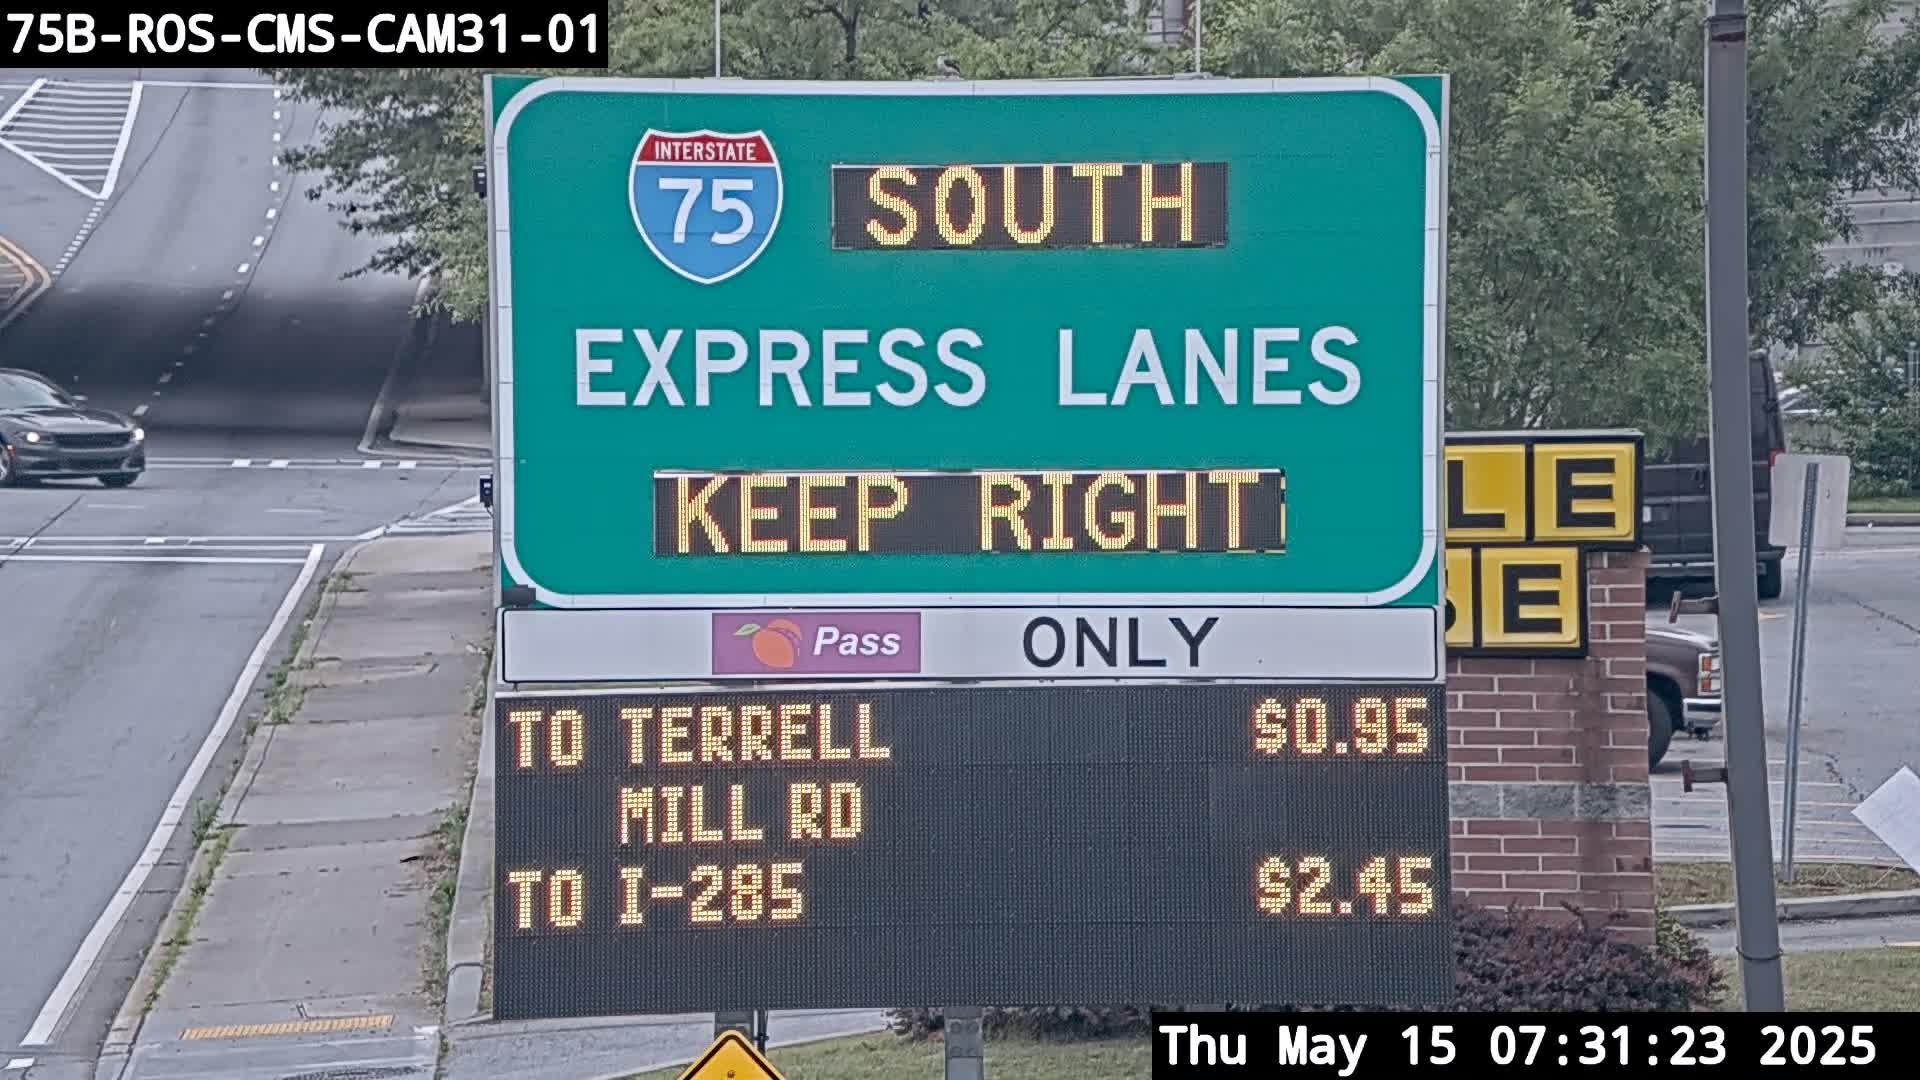 75B-ROS-CMS-CAM31-01
INTERSTATE
75
SOUTH
EXPRESS LANES
KEEP RIGHT
Pass ONLY
TO TERRELL $0.95
MILL RD
TO I-285 $2.45
LE
E
Thu May 15 07:31:23 2025